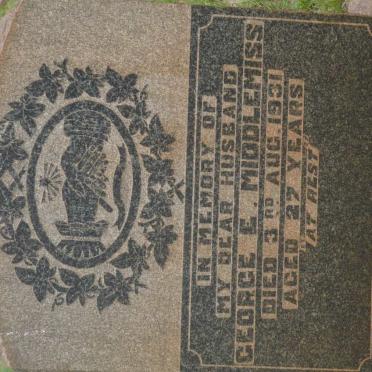 IN MEMORY OF
MY DEAR HUSBAND
GEORGE E. MIDDLEMISS
DIED 3RD AUG. 1931
AGED 27 YEARS
"AT REST"